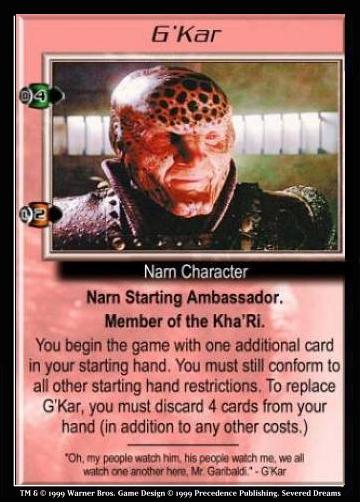 G'Kar
4
2
Narn Character
Narn Starting Ambassador.
Member of the Kha'Ri.
You begin the game with one additional card
in your starting hand. You must still conform to
all other starting hand restrictions. To replace
G'Kar, you must discard 4 cards from your
hand (in addition to any other costs.)
"Oh, my people watch him, his people watch me, we all
watch one another here, Mr. Garibaldi." - G'Kar
TM & © 1999 Warner Bros. Game Design © 1999 Precedence Publishing. Severed Dreams